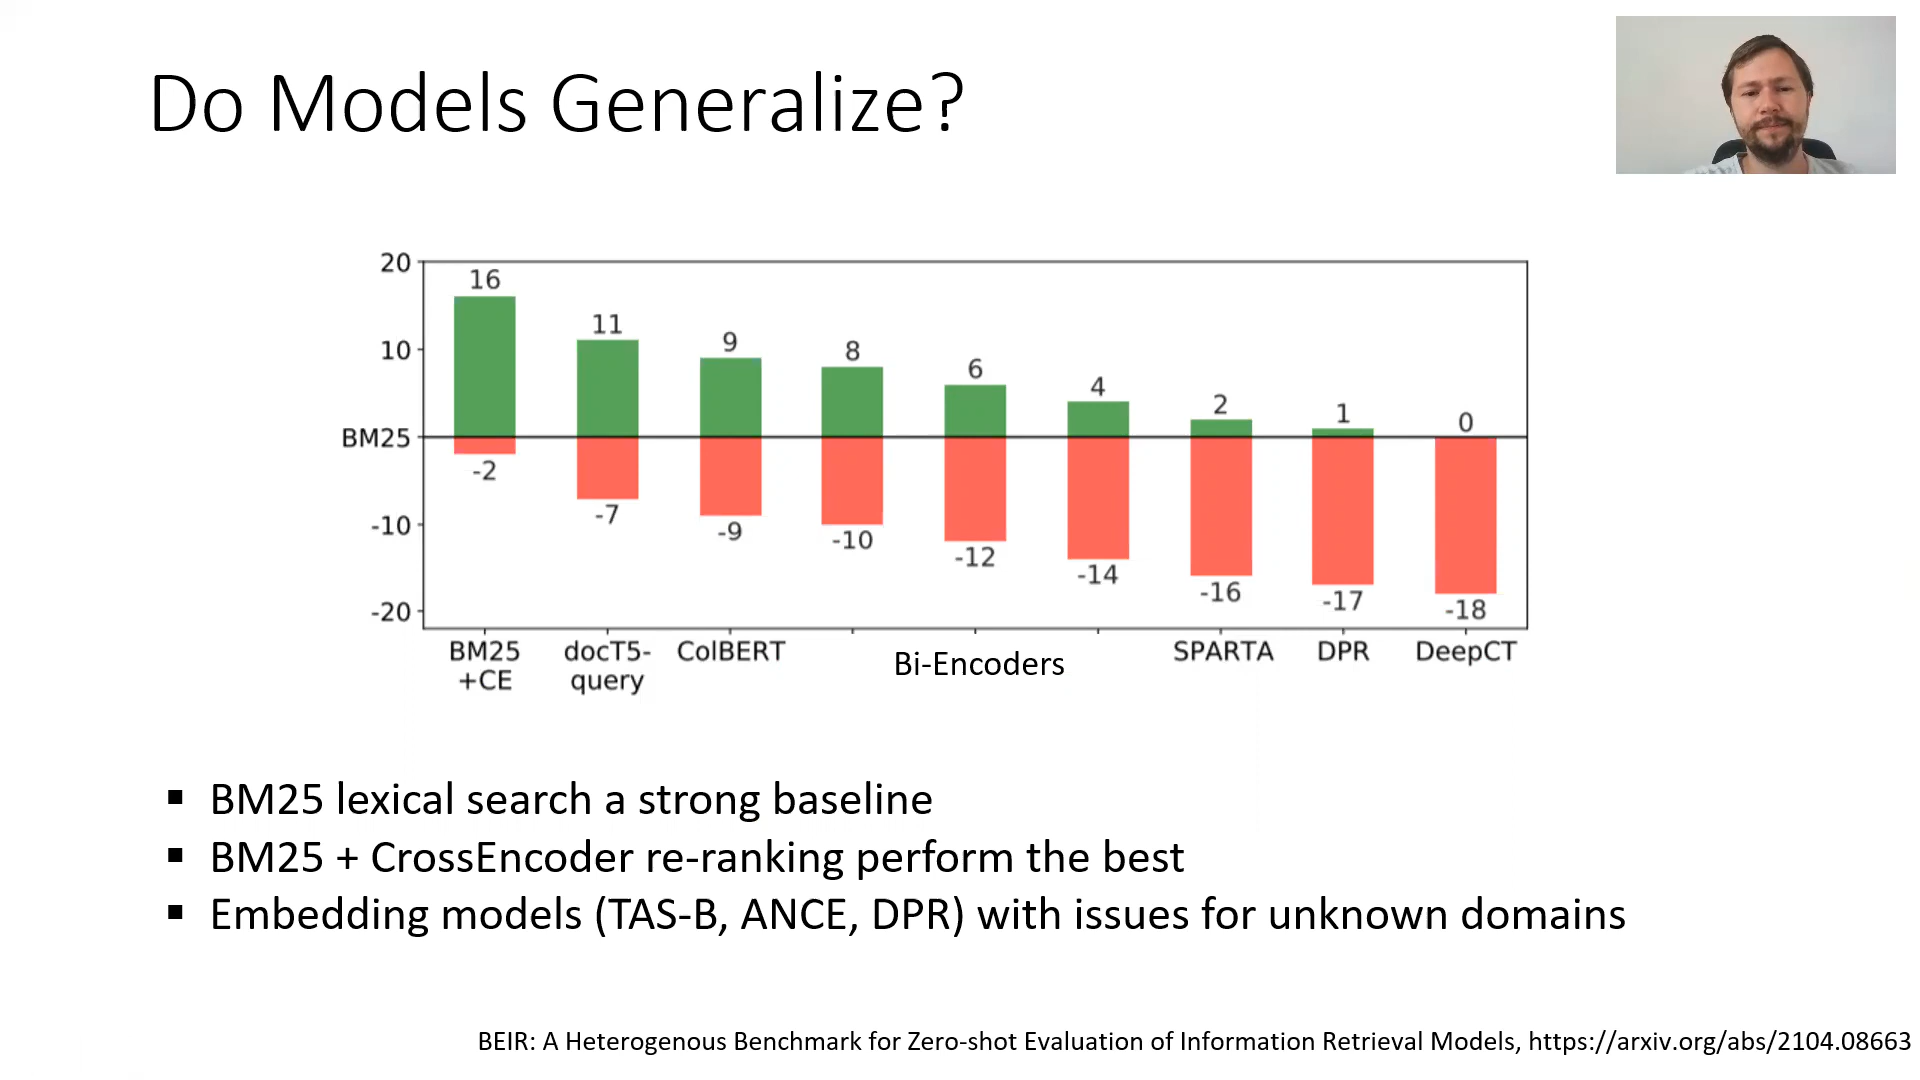 Do Models Generalize?
20
16
11
10
9
8
6
4
2
1
0
BM25
-2
-7
-9
-10
-10
-12
-14
-16
-17
-18
-20
BM25
+CE
docT5-
query
ColBERT
Bi-Encoders
SPARTA
DPR
DeepCT
▪ BM25 lexical search a strong baseline
▪ BM25 + CrossEncoder re-ranking perform the best
▪ Embedding models (TAS-B, ANCE, DPR) with issues for unknown domains
BEIR: A Heterogenous Benchmark for Zero-shot Evaluation of Information Retrieval Models, https://arxiv.org/abs/2104.08663